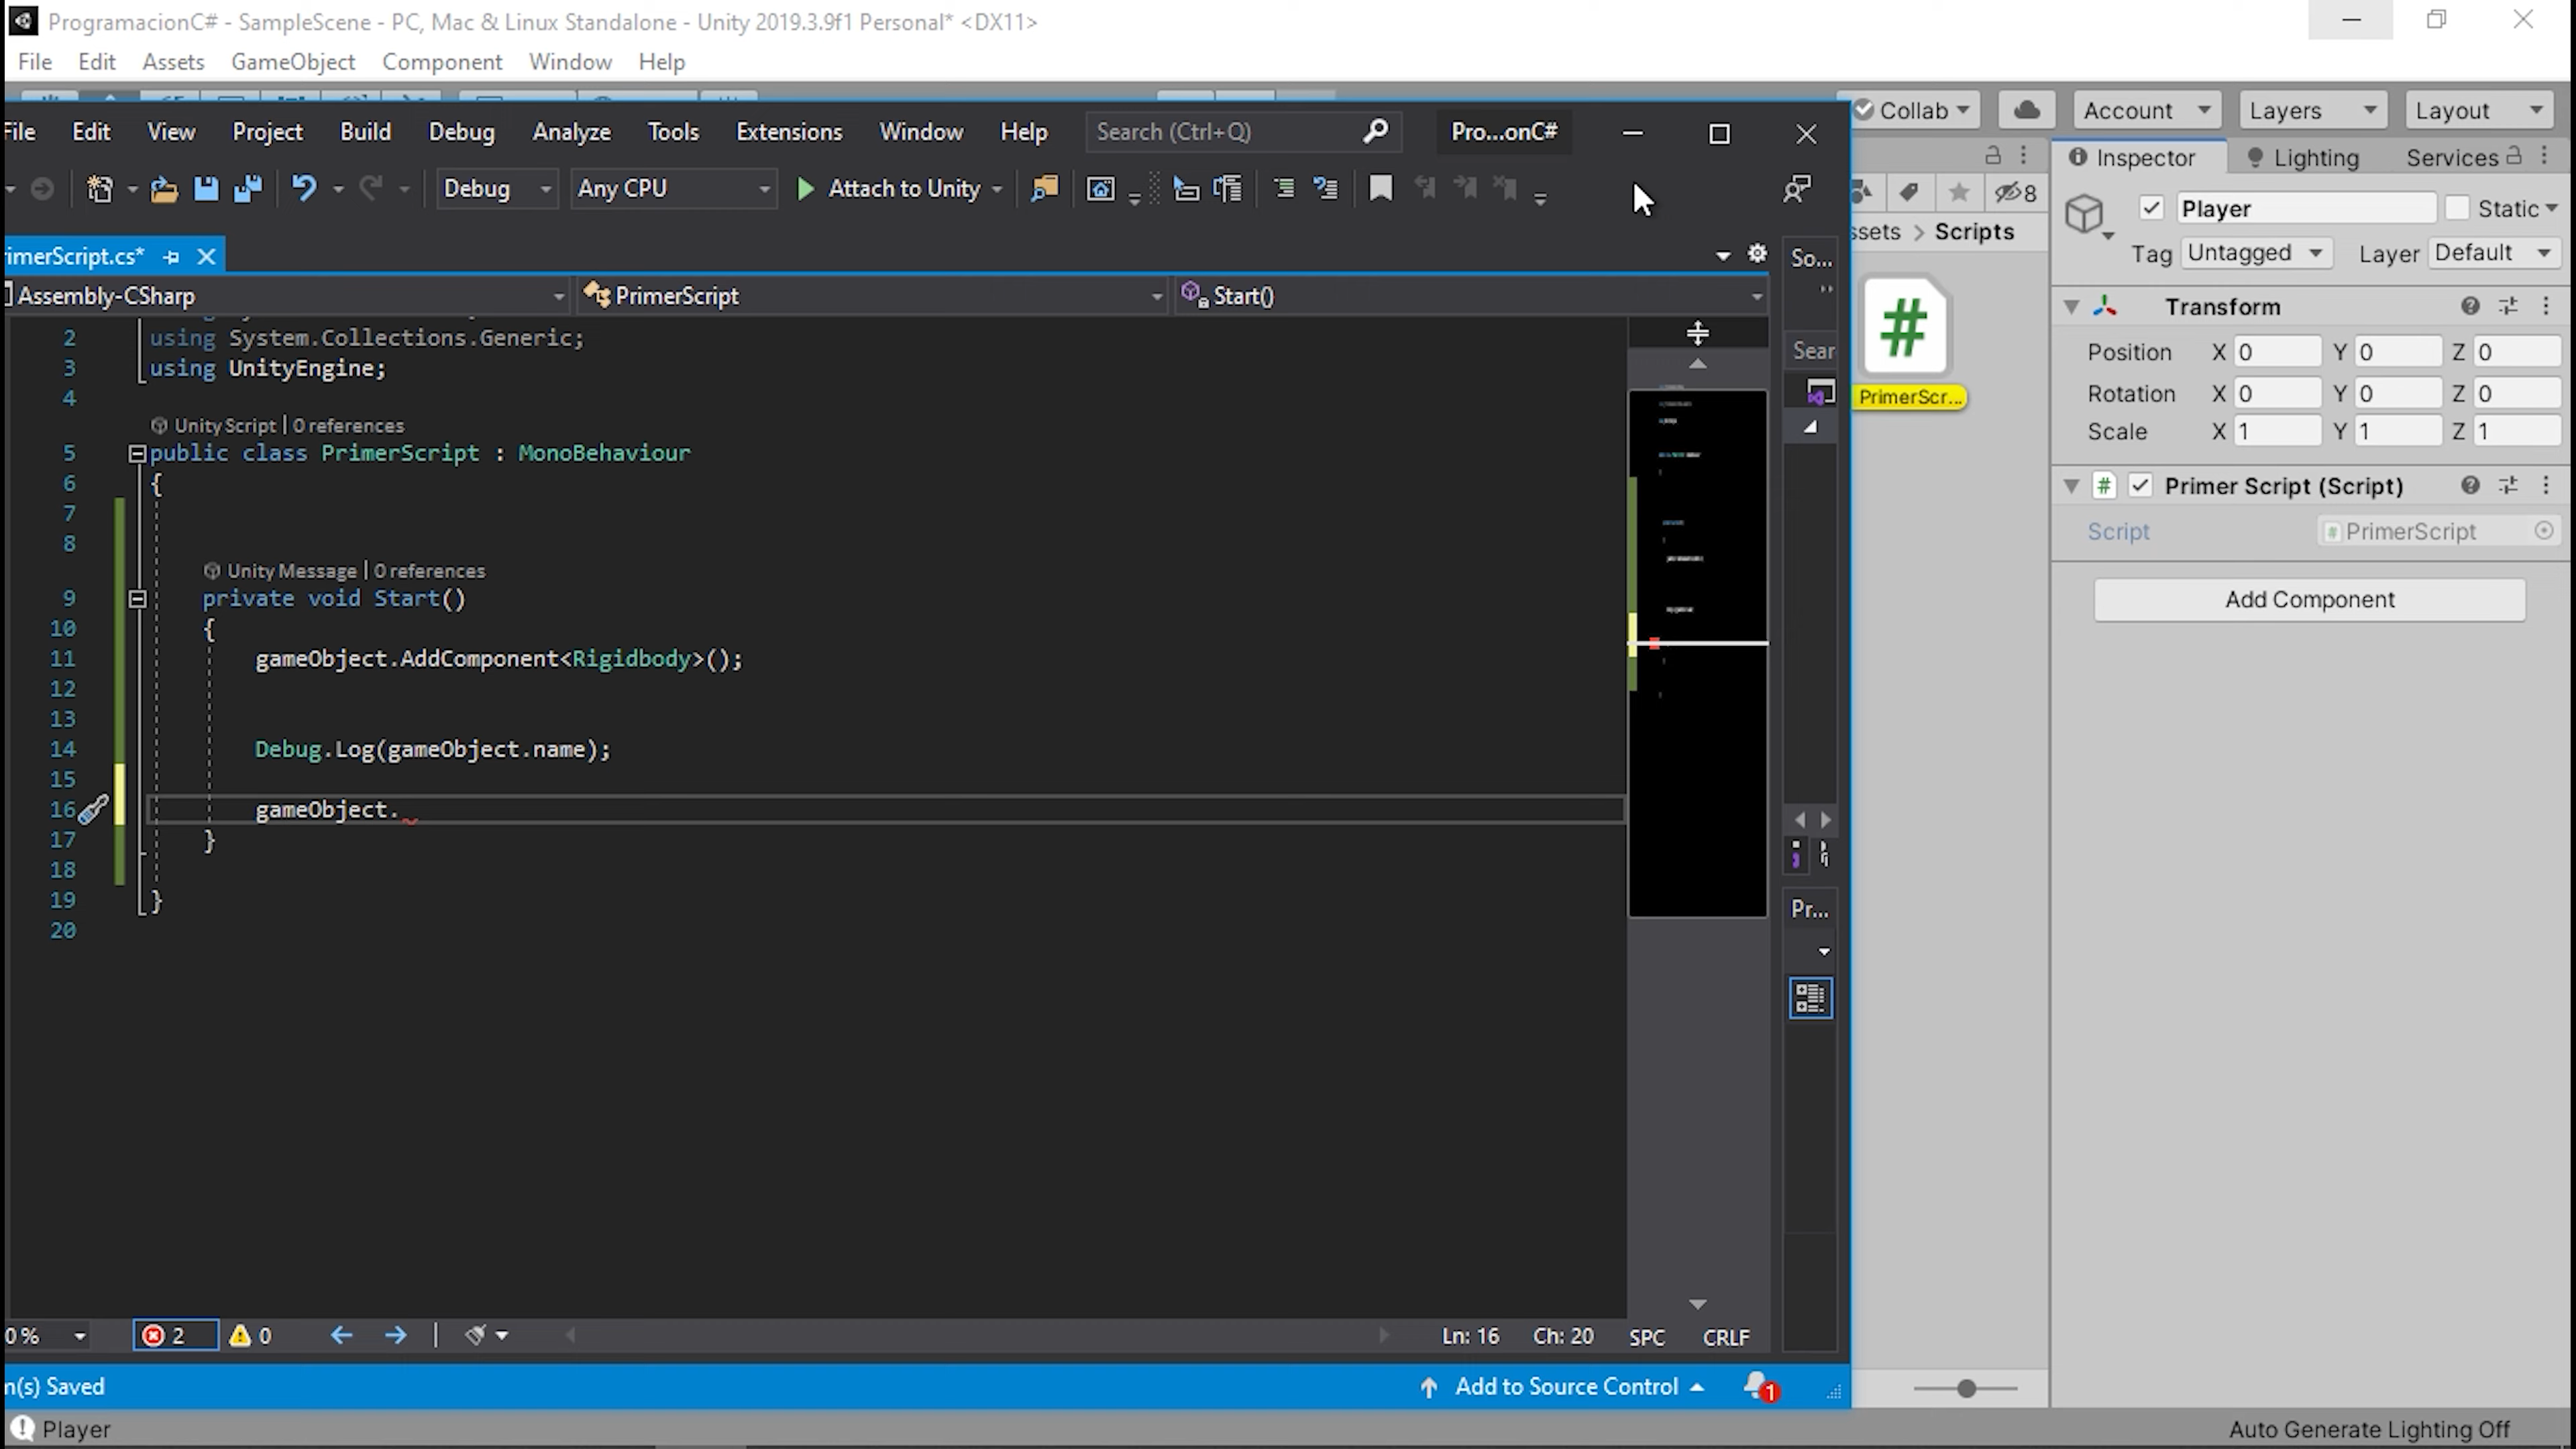 ProgramacionC# - SampleScene - PC, Mac & Linux Standalone - Unity 2019.3.9f1 Personal* <DX11>
File Edit Assets GameObject Component Window Help
Collab Account Layers Layout
File Edit View Project Build Debug Analyze Tools Extensions Window Help Search (Ctrl+Q) Pro...onC#
Inspector Lighting Services
Debug Any CPU Attach to Unity
8
Player Static
ssets > Scripts
Tag Untagged Layer Default
rimerScript.cs*
So...
Assembly-CSharp PrimerScript Start()
Transform
Position X 0 Y 0 Z 0
Rotation X 0 Y 0 Z 0
Scale X 1 Y 1 Z 1
Sear
PrimerScr...
Primer Script (Script)
Script PrimerScript
Add Component
2 using System.Collections.Generic;
3 using UnityEngine;
4
Unity Script | 0 references
5 public class PrimerScript : MonoBehaviour
6 {
7
8
Unity Message | 0 references
9 private void Start()
10 {
11 gameObject.AddComponent<Rigidbody>();
12
13
14 Debug.Log(gameObject.name);
15
16 gameObject.
17 }
18
19 }
20
Pr...
0 % 2 0 Ln: 16 Ch: 20 SPC CRLF
n(s) Saved Add to Source Control 1
Player Auto Generate Lighting Off